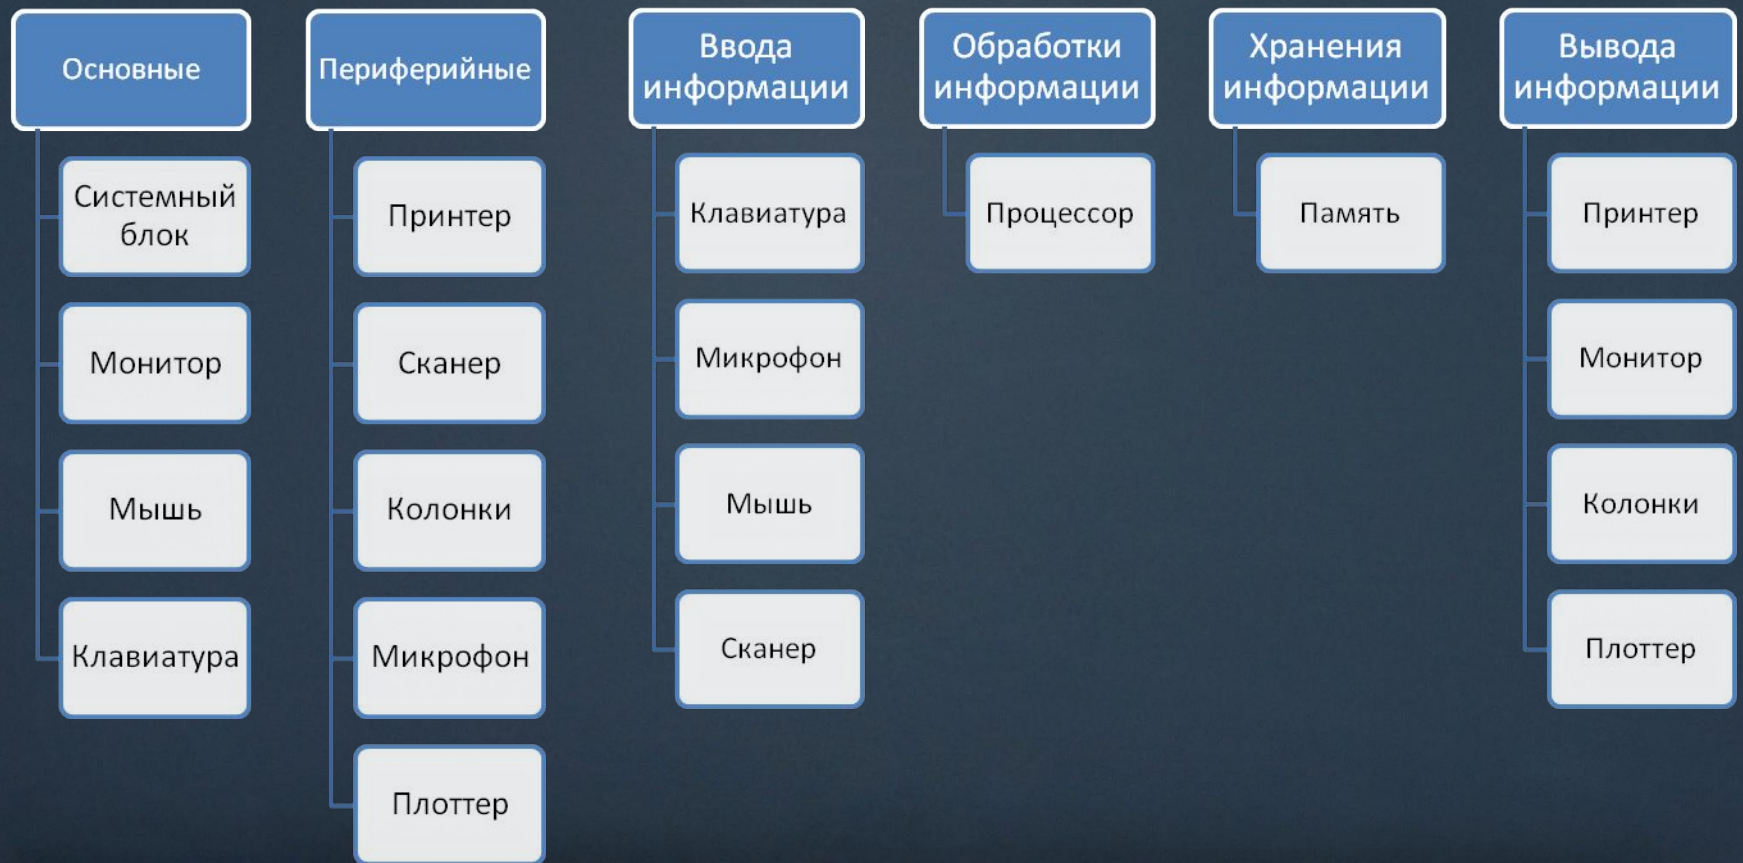 Основные
Системный
блок
Монитор
Мышь
Клавиатура
Периферийные
Принтер
Сканер
Колонки
Микрофон
Плоттер
Ввода
информации
Клавиатура
Микрофон
Мышь
Сканер
Обработки
информации
Процессор
Хранения
информации
Память
Вывода
информации
Принтер
Монитор
Колонки
Плоттер